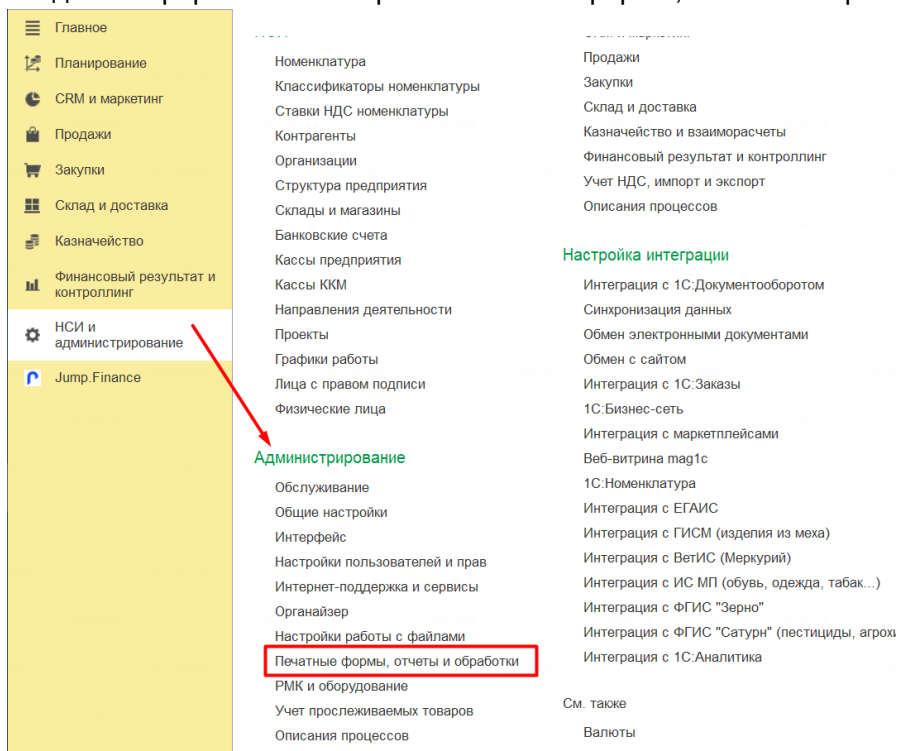 Главное
Планирование
CRM и маркетинг
Продажи
Закупки
Склад и доставка
Казначейство
Финансовый результат и
контроллинг
НСИ и
администрирование
Jump.Finance
Номенклатура
Классификаторы номенклатуры
Ставки НДС номенклатуры
Контрагенты
Организации
Структура предприятия
Склады и магазины
Банковские счета
Кассы предприятия
Кассы ККМ
Направления деятельности
Проекты
Графики работы
Лица с правом подписи
Физические лица
Администрирование
Обслуживание
Общие настройки
Интерфейс
Настройки пользователей и прав
Интернет-поддержка и сервисы
Органайзер
Настройки работы с файлами
Печатные формы, отчеты и обработки
РМК и оборудование
Учет прослеживаемых товаров
Описания процессов
Продажи
Закупки
Склад и доставка
Казначейство и взаиморасчеты
Финансовый результат и контроллинг
Учет НДС, импорт и экспорт
Описания процессов
Настройка интеграции
Интеграция с 1С:Документооборотом
Синхронизация данных
Обмен электронными документами
Обмен с сайтом
Интеграция с 1С:Заказы
1С:Бизнес-сеть
Интеграция с маркетплейсами
Веб-витрина mag1c
1С:Номенклатура
Интеграция с ЕГАИС
Интеграция с ГИСМ (изделия из меха)
Интеграция с ВетИС (Меркурий)
Интеграция с ИС МП (обувь, одежда, табак...)
Интеграция с ФГИС "Зерно"
Интеграция с ФГИС "Сатурн" (пестициды, агрохи
Интеграция с 1С:Аналитика
См. также
Валюты